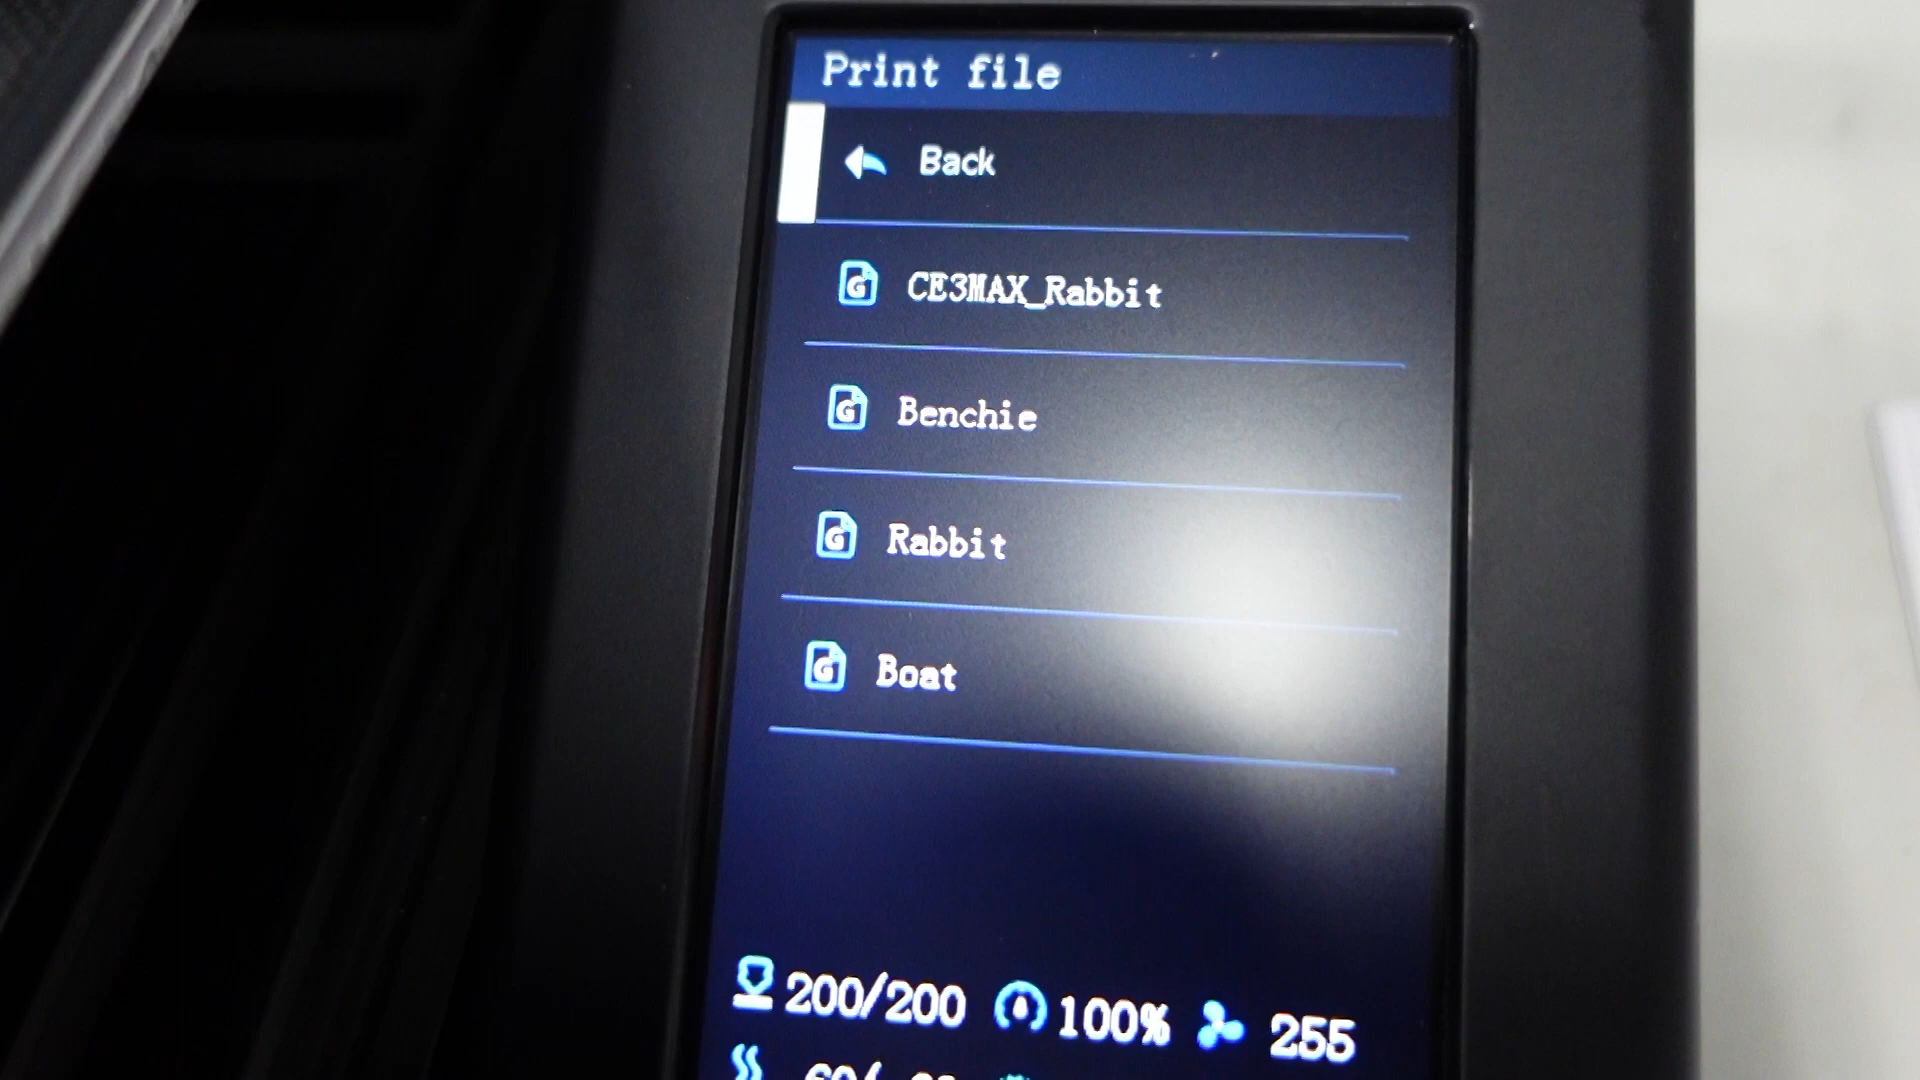 Print file
Back
CE3MAX_Rabbit
Benchie
Rabbit
Boat
200/200 100% 255